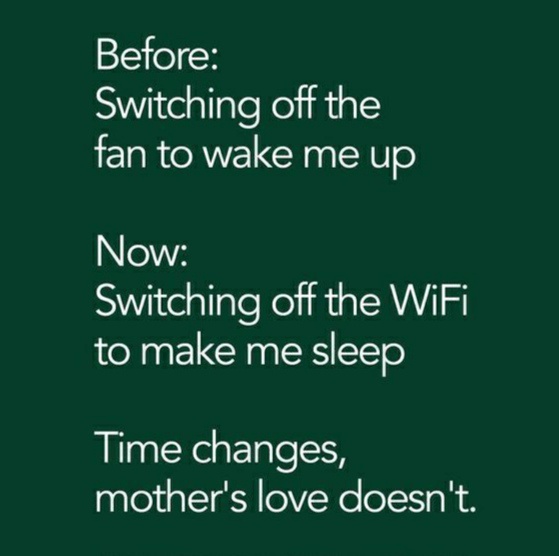 Before:
Switching off the
fan to wake me up
Now:
Switching off the WiFi
to make me sleep
Time changes,
mother's love doesn't.